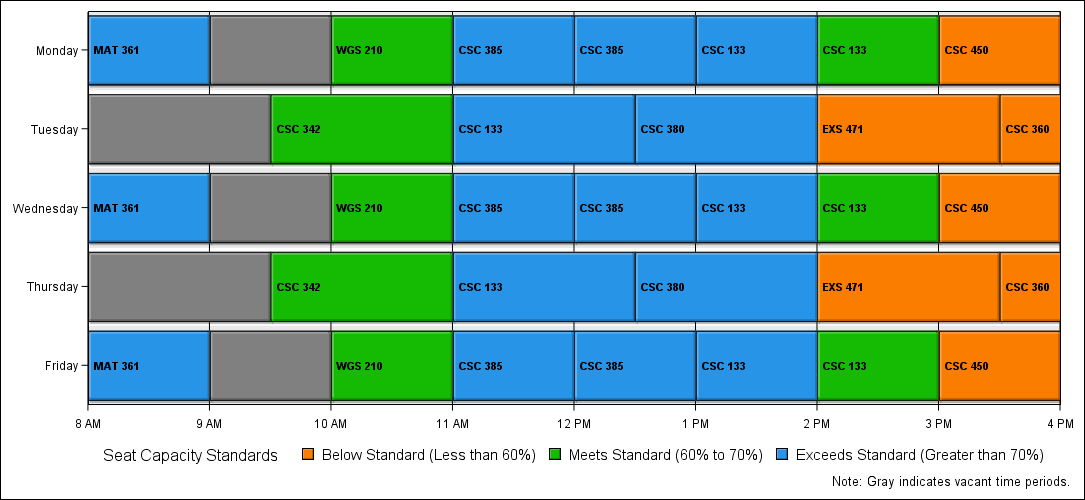 Monday MAT 361 WGS 210 CSC 385 CSC 385 CSC 133 CSC 133 CSC 450
Tuesday CSC 342 CSC 133 CSC 380 EXS 471 CSC 360
Wednesday MAT 361 WGS 210 CSC 385 CSC 385 CSC 133 CSC 133 CSC 450
Thursday CSC 342 CSC 133 CSC 380 EXS 471 CSC 360
Friday MAT 361 WGS 210 CSC 385 CSC 385 CSC 133 CSC 133 CSC 450
8 AM 9 AM 10 AM 11 AM 12 PM 1 PM 2 PM 3 PM 4 PM
Seat Capacity Standards Below Standard (Less than 60%) Meets Standard (60% to 70%) Exceeds Standard (Greater than 70%)
Note: Gray indicates vacant time periods.